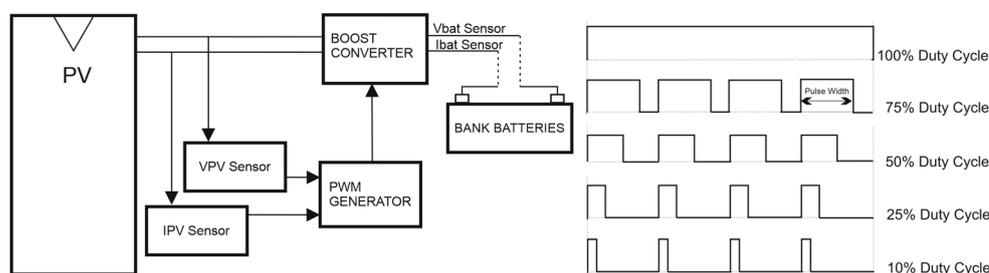 PV
BOOST
CONVERTER
Vbat Sensor
Ibat Sensor
BANK BATTERIES
VPV Sensor
PWM
GENERATOR
IPV Sensor
100% Duty Cycle
Pulse Width
75% Duty Cycle
50% Duty Cycle
25% Duty Cycle
10% Duty Cycle